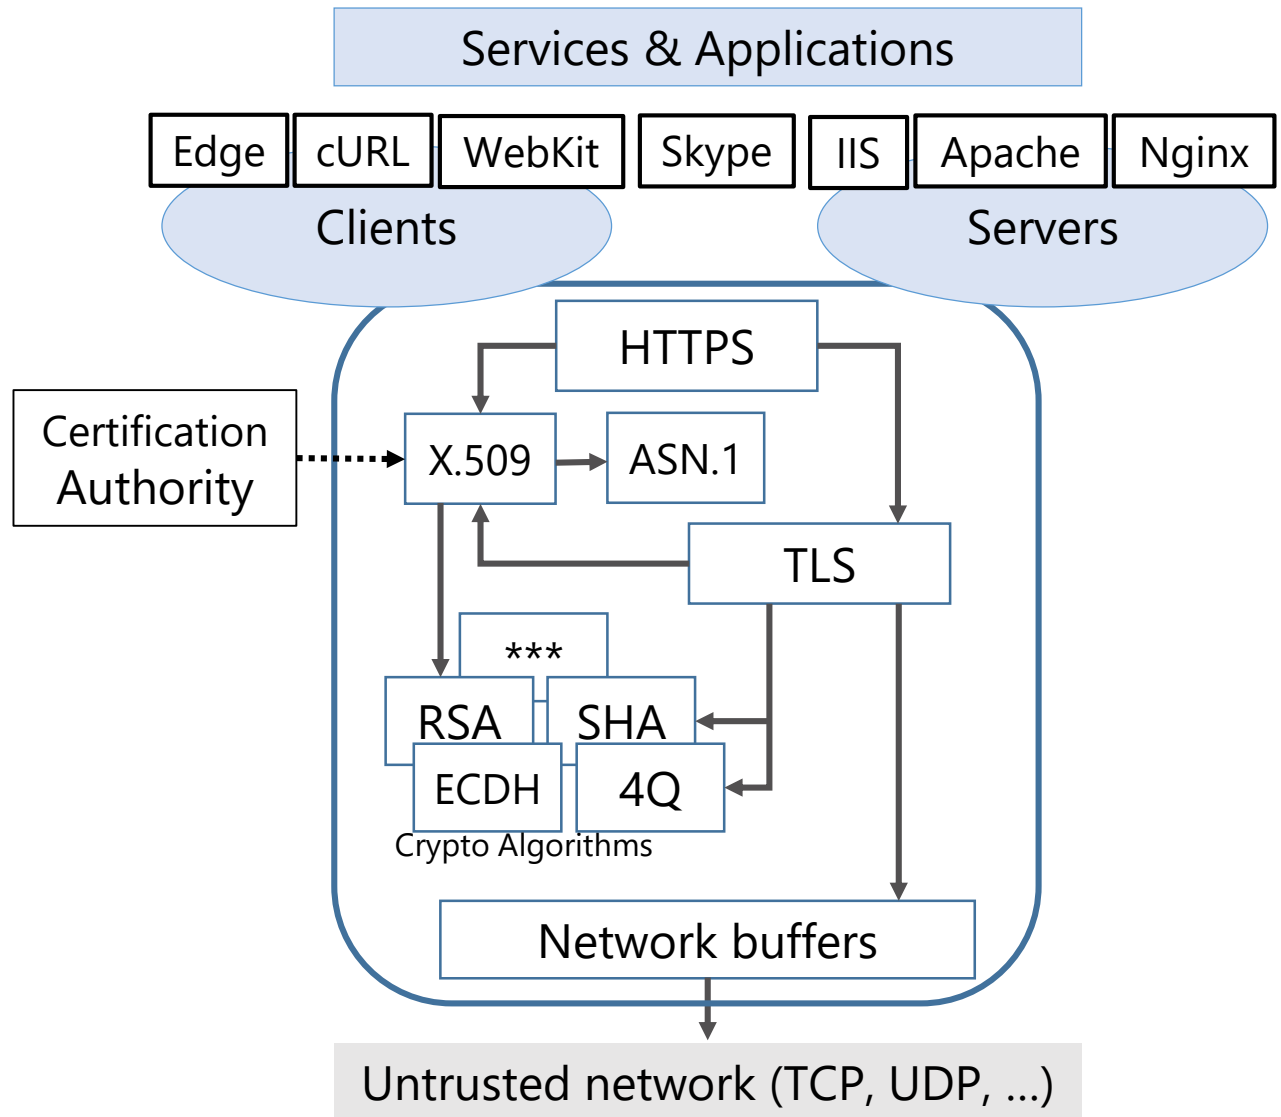 Services & Applications
Edge
cURL
WebKit
Skype
IIS
Apache
Nginx
Clients
Servers
HTTPS
Certification
Authority
X.509
ASN.1
TLS
***
RSA
SHA
ECDH
4Q
Crypto Algorithms
Network buffers
Untrusted network (TCP, UDP, ...)